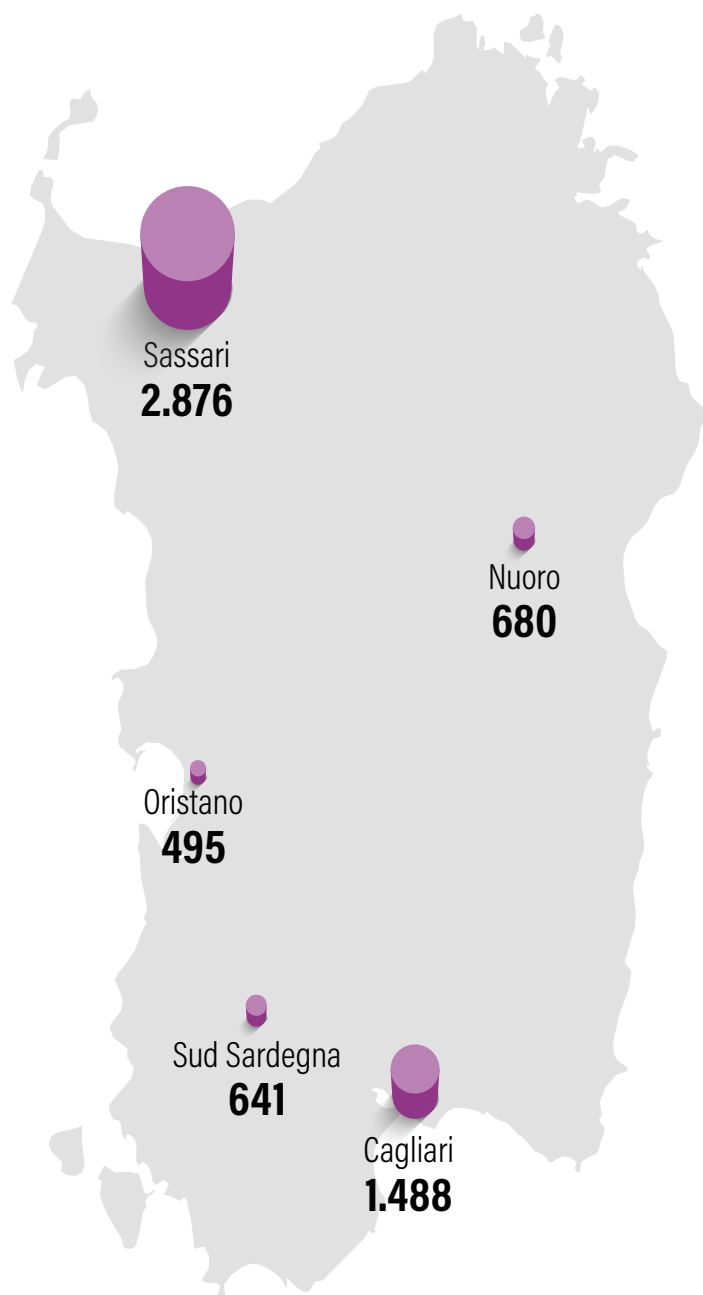 Sassari
2.876
Nuoro
680
Oristano
495
Sud Sardegna
641
Cagliari
1.488